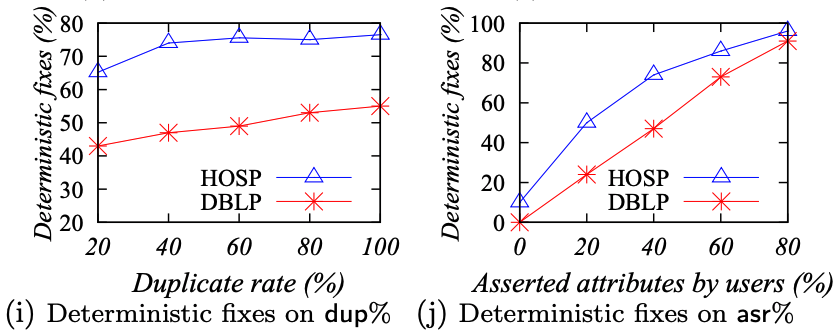 80
70
60
50
40
30
20
20 40 60 80 100
Deterministic fixes (%)
HOSP
DBLP
Duplicate rate (%)
(i) Deterministic fixes on dup%
100
80
60
40
20
0
0 20 40 60 80
Deterministic fixes (%)
HOSP
DBLP
Asserted attributes by users (%)
(j) Deterministic fixes on asr%